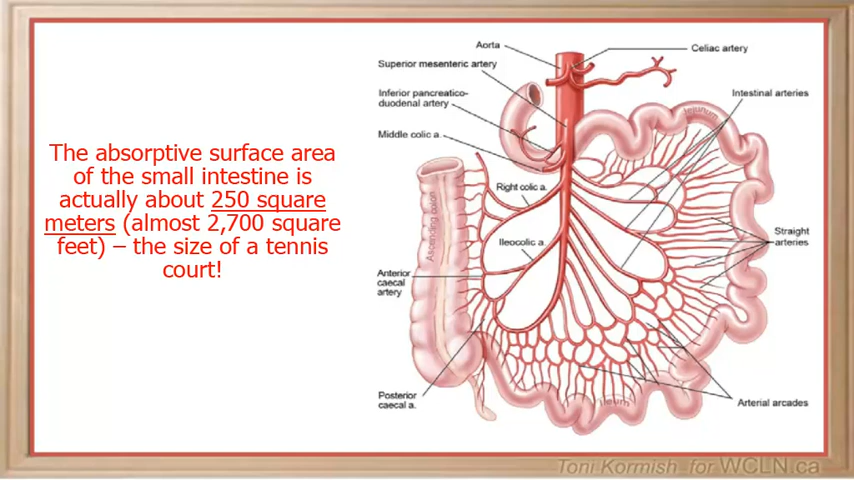 The absorptive surface area
of the small intestine is
actually about 250 square
meters (almost 2,700 square
feet) – the size of a tennis
court!
Aorta
Celiac artery
Superior mesenteric artery
Inferior pancreatico-
duodenal artery
Intestinal arteries
jejunum
Middle colic a.
Right colic a.
Ascending colon
Ileocolic a.
Straight
arteries
Anterior
caecal
artery
Posterior
caecal a.
Ileum
Arterial arcades
Toni Kormish for WCLN.ca